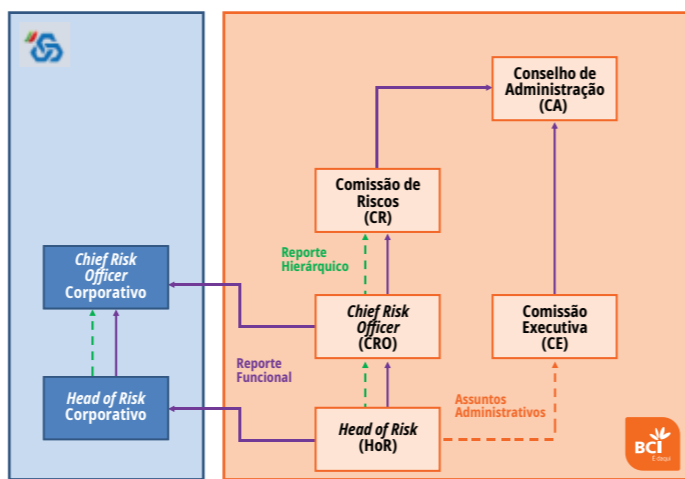 Conselho de
Administração
(CA)
Comissão de
Riscos
(CR)
Reporte
Hierárquico
Chief Risk
Officer
Corporativo
Chief Risk
Officer
(CRO)
Comissão
Executiva
(CE)
Reporte
Funcional
Head of Risk
Corporativo
Assuntos
Administrativos
Head of Risk
(HoR)
BCI
É daqui